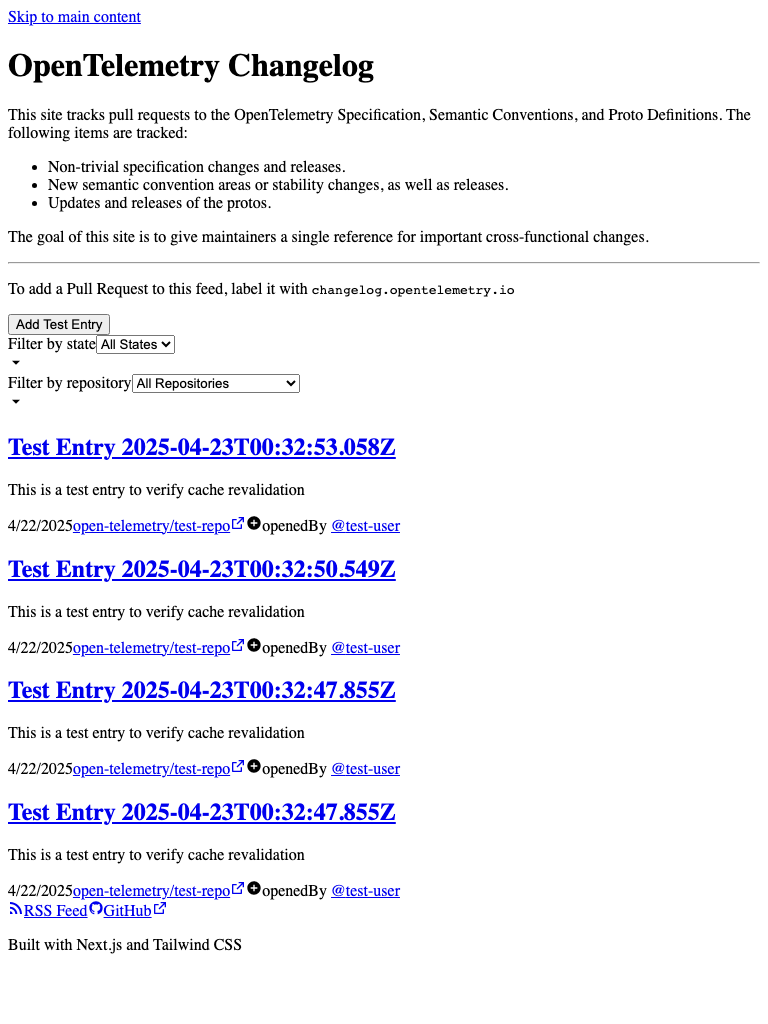 Skip to main content
OpenTelemetry Changelog
This site tracks pull requests to the OpenTelemetry Specification, Semantic Conventions, and Proto Definitions. The
following items are tracked:
Non-trivial specification changes and releases.
New semantic convention areas or stability changes, as well as releases.
Updates and releases of the protos.
The goal of this site is to give maintainers a single reference for important cross-functional changes.
To add a Pull Request to this feed, label it with changelog.opentelemetry.io
Add Test Entry
Filter by state All States
Filter by repository All Repositories
Test Entry 2025-04-23T00:32:53.058Z
This is a test entry to verify cache revalidation
4/22/2025open-telemetry/test-repo openedBy @test-user
Test Entry 2025-04-23T00:32:50.549Z
This is a test entry to verify cache revalidation
4/22/2025open-telemetry/test-repo openedBy @test-user
Test Entry 2025-04-23T00:32:47.855Z
This is a test entry to verify cache revalidation
4/22/2025open-telemetry/test-repo openedBy @test-user
Test Entry 2025-04-23T00:32:47.855Z
This is a test entry to verify cache revalidation
4/22/2025open-telemetry/test-repo openedBy @test-user
RSS Feed GitHub
Built with Next.js and Tailwind CSS